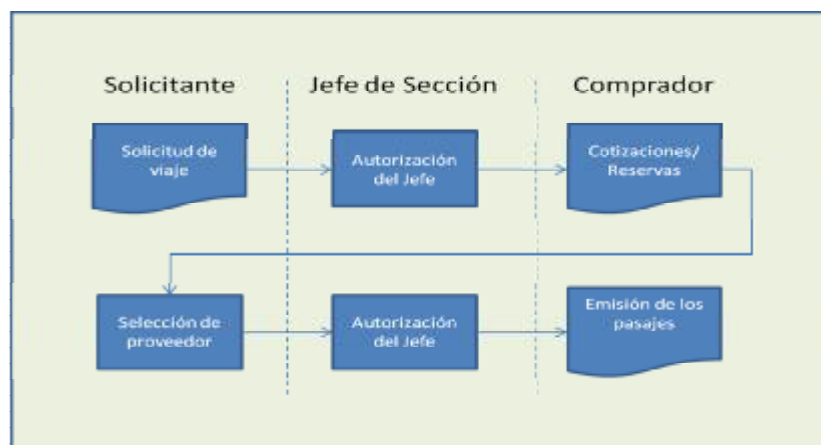 Solicitante
Jefe de Sección
Comprador
Solicitud de
viaje
Autorización
del Jefe
Cotizaciones/
Reservas
Selección de
proveedor
Autorización
del Jefe
Emisión de los
pasajes